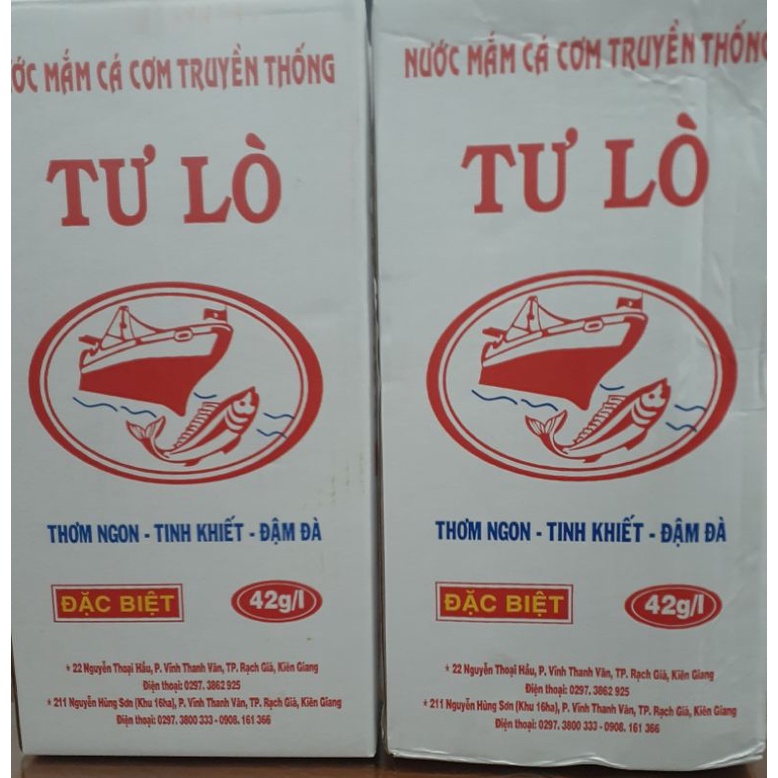 ỚC MẮM CÁ CƠM TRUYỀN THỐNG
TƯ LÒ
THƠM NGON - TINH KHIẾT - ĐẬM ĐÀ
ĐẶC BIỆT
42g/l
* 22 Nguyễn Thoại Hầu, P. Vĩnh Thanh Vân, TP. Rạch Giá, Kiên Giang
Điện thoại: 0297. 3862 925
* 211 Nguyễn Hùng Sơn (Khu 16ha), P. Vĩnh Thanh Vân, TP. Rạch Giá, Kiên Giang
Điện thoại: 0297. 3800 333 - 0908. 161 366
NƯỚC MẮM CÁ CƠM TRUYỀN THỐNG
TƯ LÒ
THƠM NGON - TINH KHIẾT - ĐẬM ĐÀ
ĐẶC BIỆT
42g/l
* 22 Nguyễn Thoại Hầu, P. Vĩnh Thanh Vân, TP. Rạch Giá, Kiên Giang
Điện thoại: 0297. 3862 925
* 211 Nguyễn Hùng Sơn (Khu 16ha), P. Vĩnh Thanh Vân, TP. Rạch Giá, Kiên Giang
Điện thoại: 0297. 3800 333 - 0908. 161 366